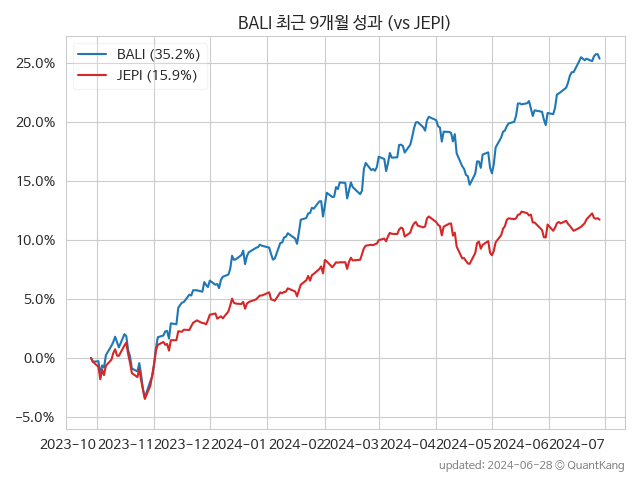 BALI 최근 9개월 성과 (vs JEPI)
BALI (35.2%)
JEPI (15.9%)
25.0%
20.0%
15.0%
10.0%
5.0%
0.0%
−5.0%
2023-10 2023-11 2023-12 2024-01 2024-02 2024-03 2024-04 2024-05 2024-06 2024-07
updated: 2024-06-28 © QuantKang